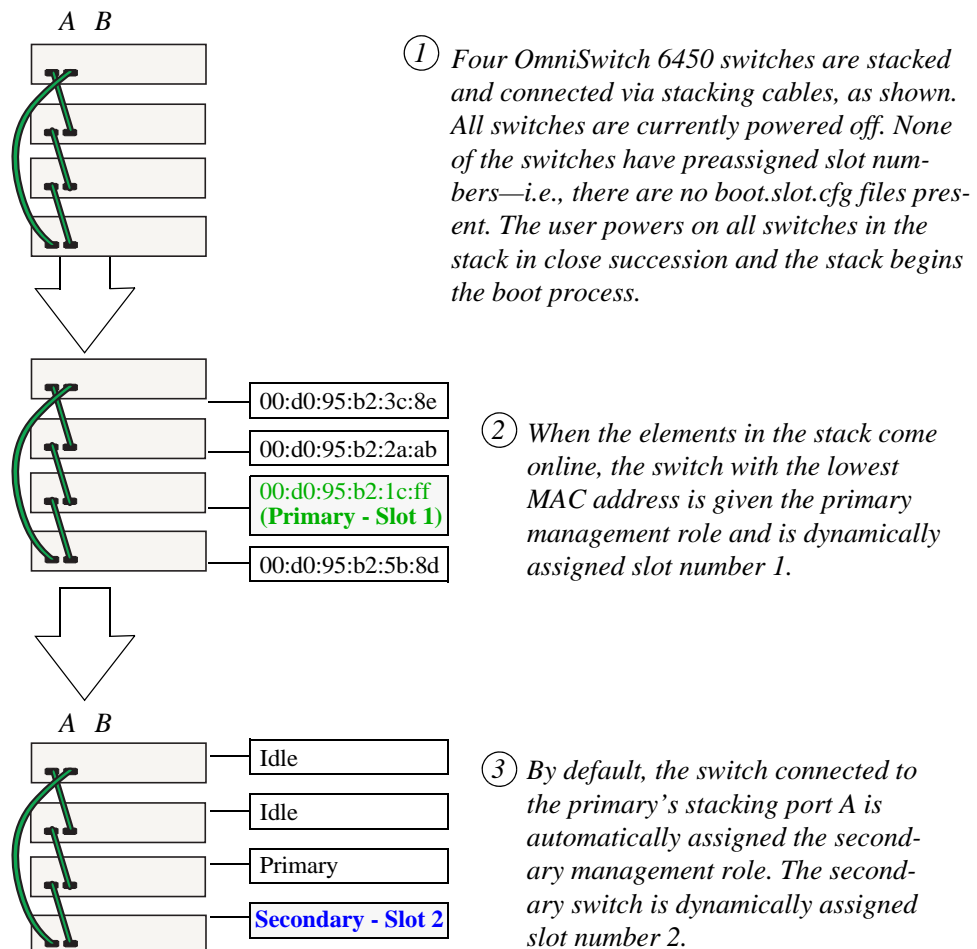 A B
1 Four OmniSwitch 6450 switches are stacked
and connected via stacking cables, as shown.
All switches are currently powered off. None
of the switches have preassigned slot num-
bers—i.e., there are no boot.slot.cfg files pres-
ent. The user powers on all switches in the
stack in close succession and the stack begins
the boot process.
00:d0:95:b2:3c:8e
00:d0:95:b2:2a:ab
00:d0:95:b2:1c:ff
(Primary - Slot 1)
00:d0:95:b2:5b:8d
2 When the elements in the stack come
online, the switch with the lowest
MAC address is given the primary
management role and is dynamically
assigned slot number 1.
A B
Idle
Idle
Primary
Secondary - Slot 2
3 By default, the switch connected to
the primary’s stacking port A is
automatically assigned the second-
ary management role. The second-
ary switch is dynamically assigned
slot number 2.